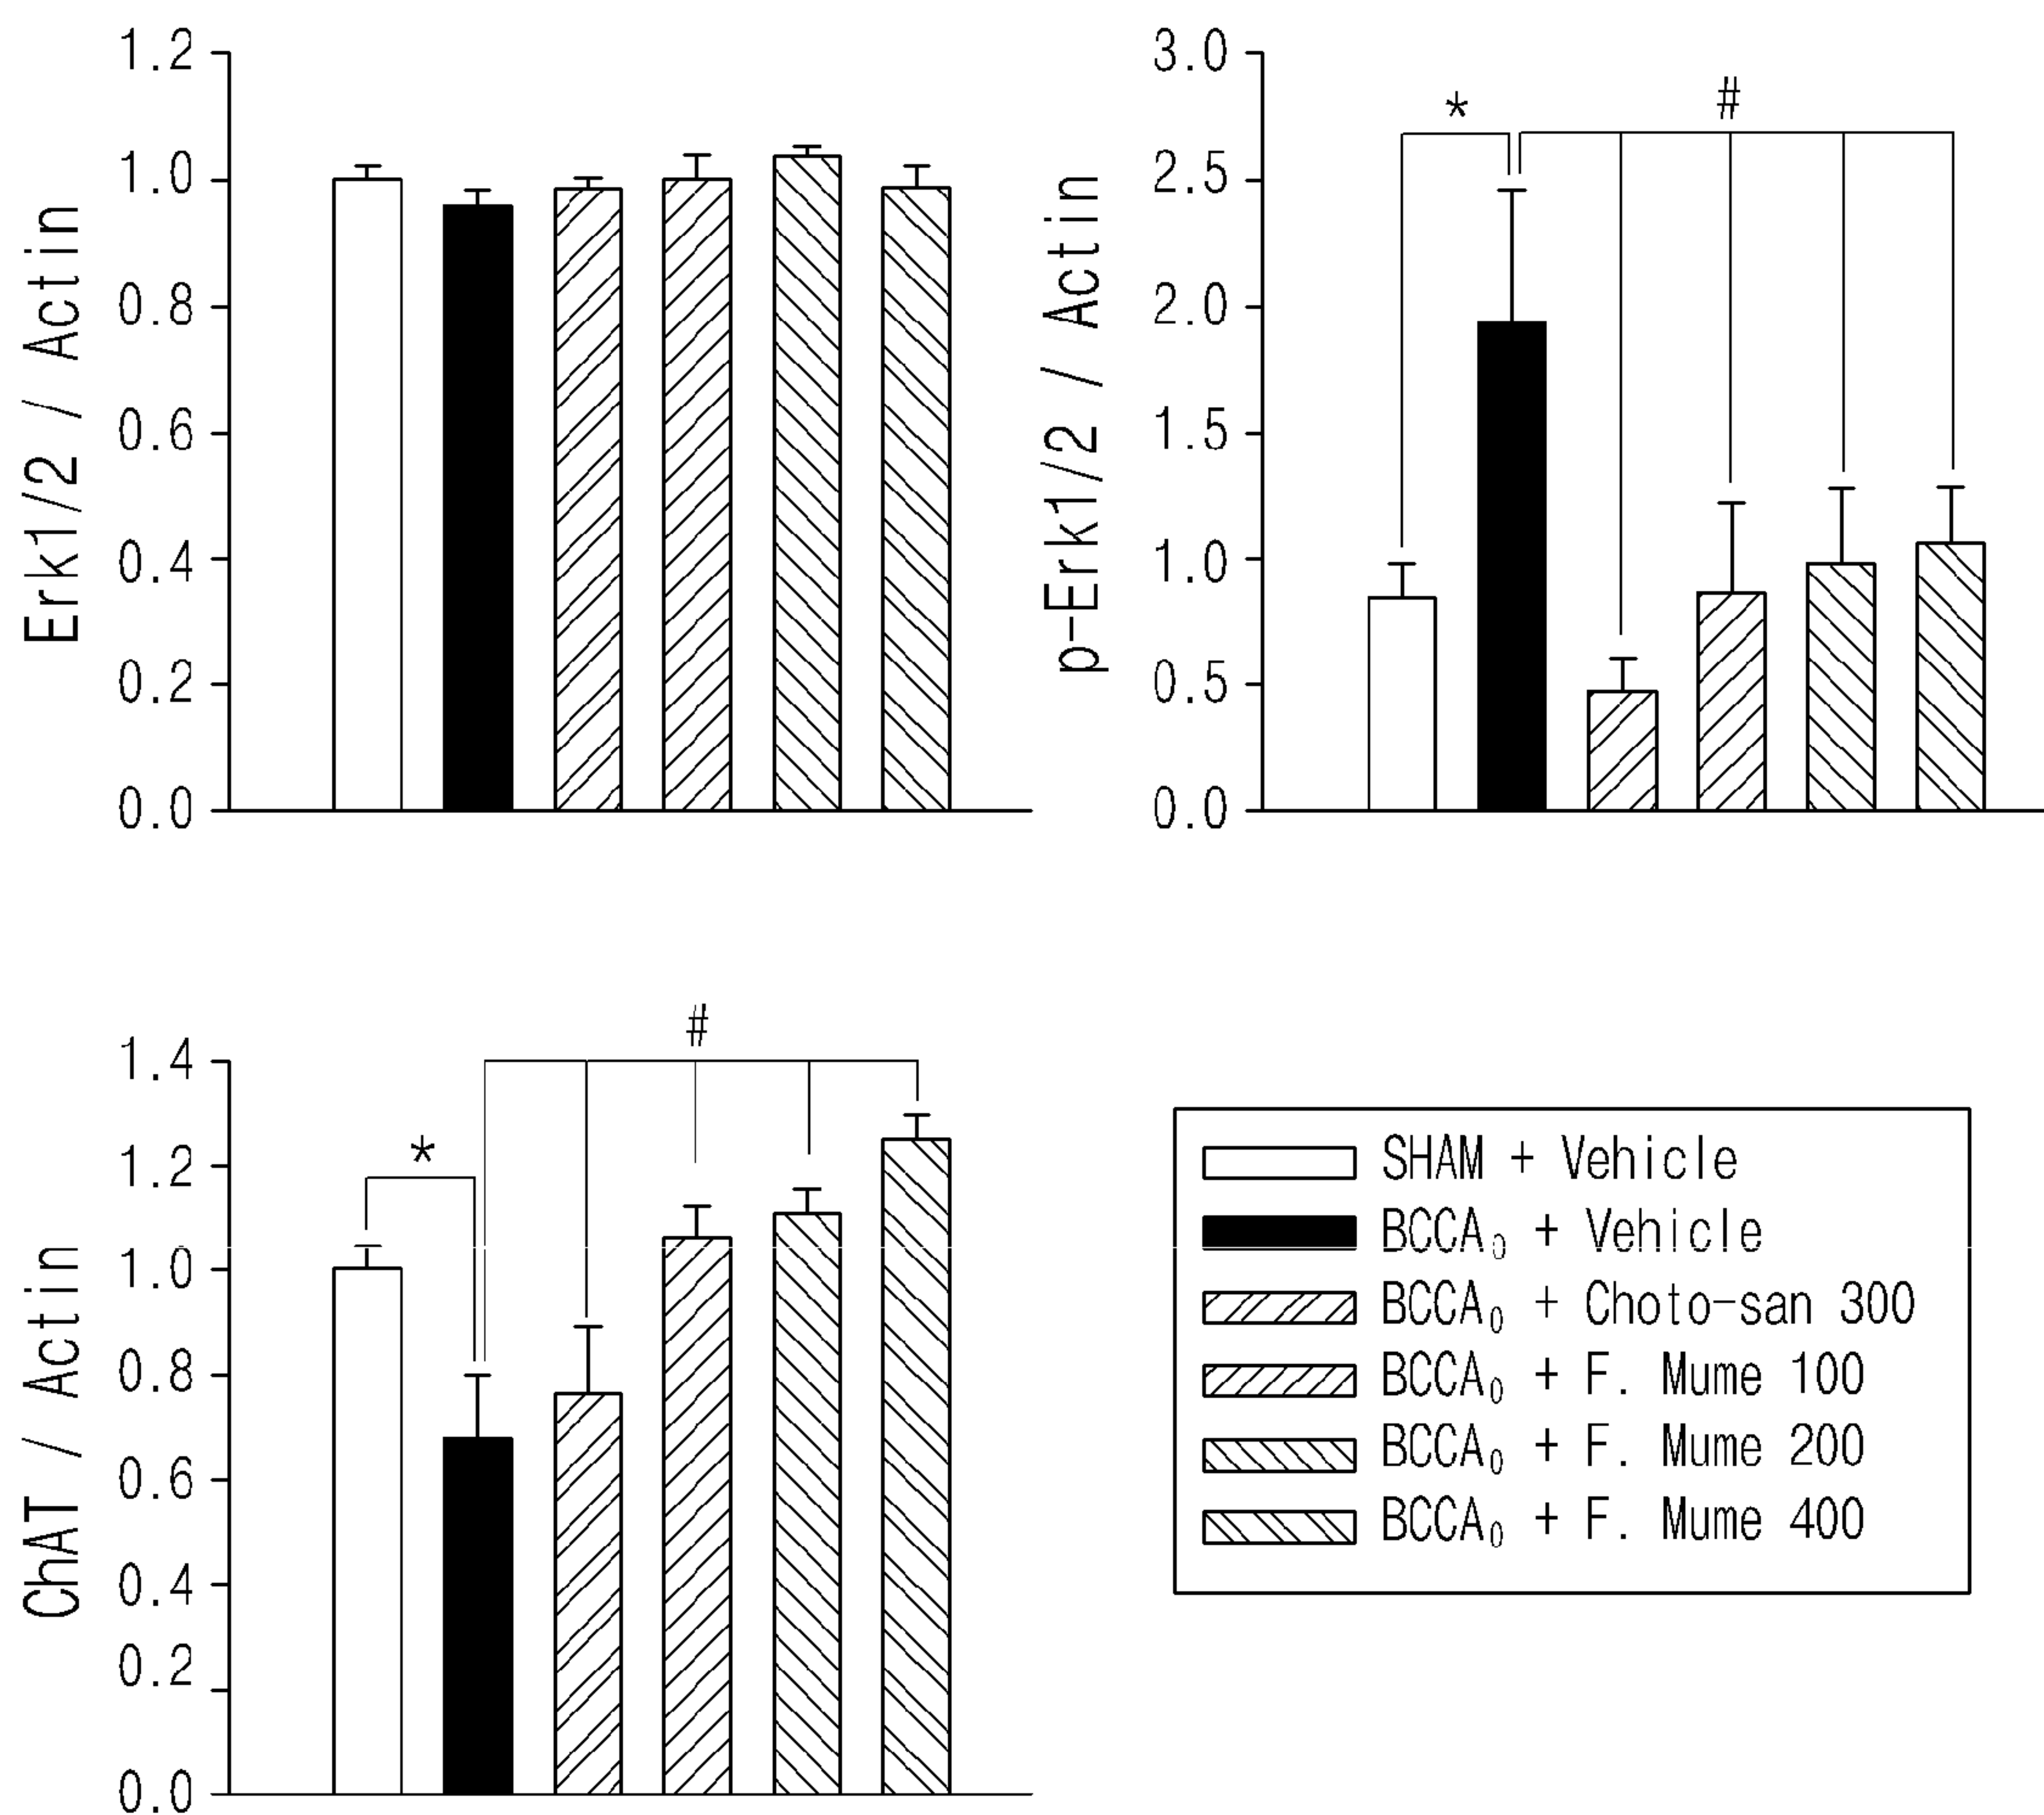 1.2
1.0
0.8
0.6
0.4
0.2
0.0
Erk1/2 / Actin
3.0
2.5
2.0
1.5
1.0
0.5
0.0
p-Erk1/2 / Actin
*
#
1.4
1.2
1.0
0.8
0.6
0.4
0.2
0.0
ChAT / Actin
*
#
SHAM + Vehicle
BCCA₀ + Vehicle
BCCA₀ + Choto-san 300
BCCA₀ + F. Mume 100
BCCA₀ + F. Mume 200
BCCA₀ + F. Mume 400